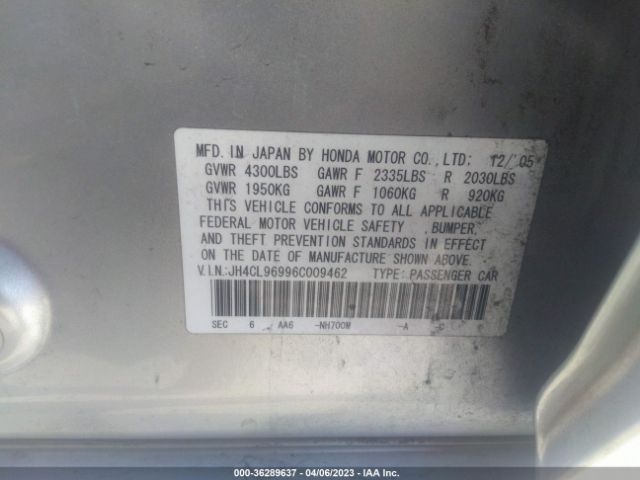 MFD. IN JAPAN BY HONDA MOTOR CO.,LTD: 12/'05
GVWR 4300LBS GAWR F 2335LBS R 2030LBS
GVWR 1950KG GAWR F 1060KG R 920KG
THIS VEHICLE CONFORMS TO ALL APPLICABLE
FEDERAL MOTOR VEHICLE SAFETY , BUMPER,
AND THEFT PREVENTION STANDARDS IN EFFECT
ON THE DATE OF MANUFACTURE SHOWN ABOVE.
V.IN:JH4CL96996C009462 TYPE: PASSENGER CAR
SEC 6 AA6 -NH700M -A -C
000-36289637 - 04/06/2023 - IAA Inc.